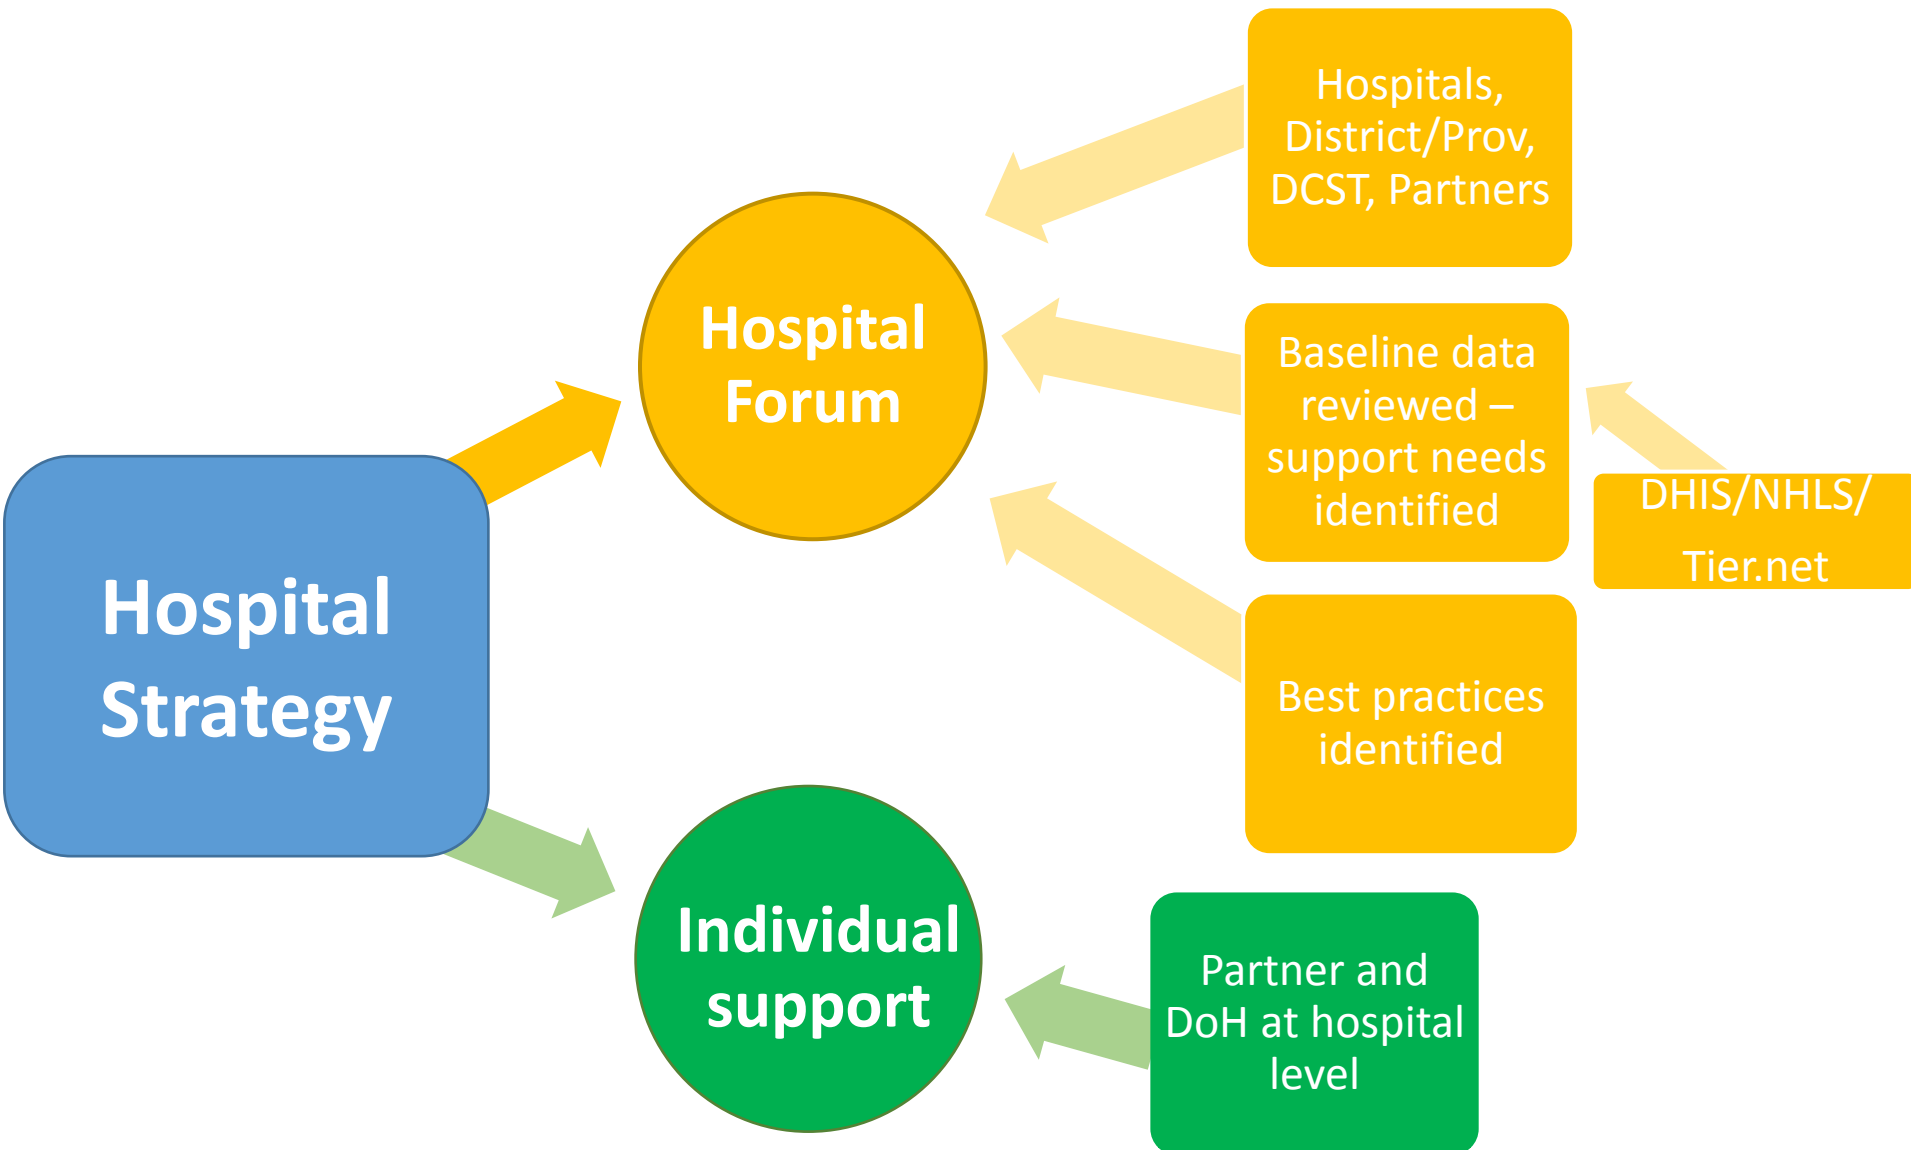 Hospital
Strategy
Hospital
Forum
Hospitals,
District/Prov,
DCST, Partners
Baseline data
reviewed –
support needs
identified
DHIS/NHLS/
Tier.net
Best practices
identified
Individual
support
Partner and
DoH at hospital
level